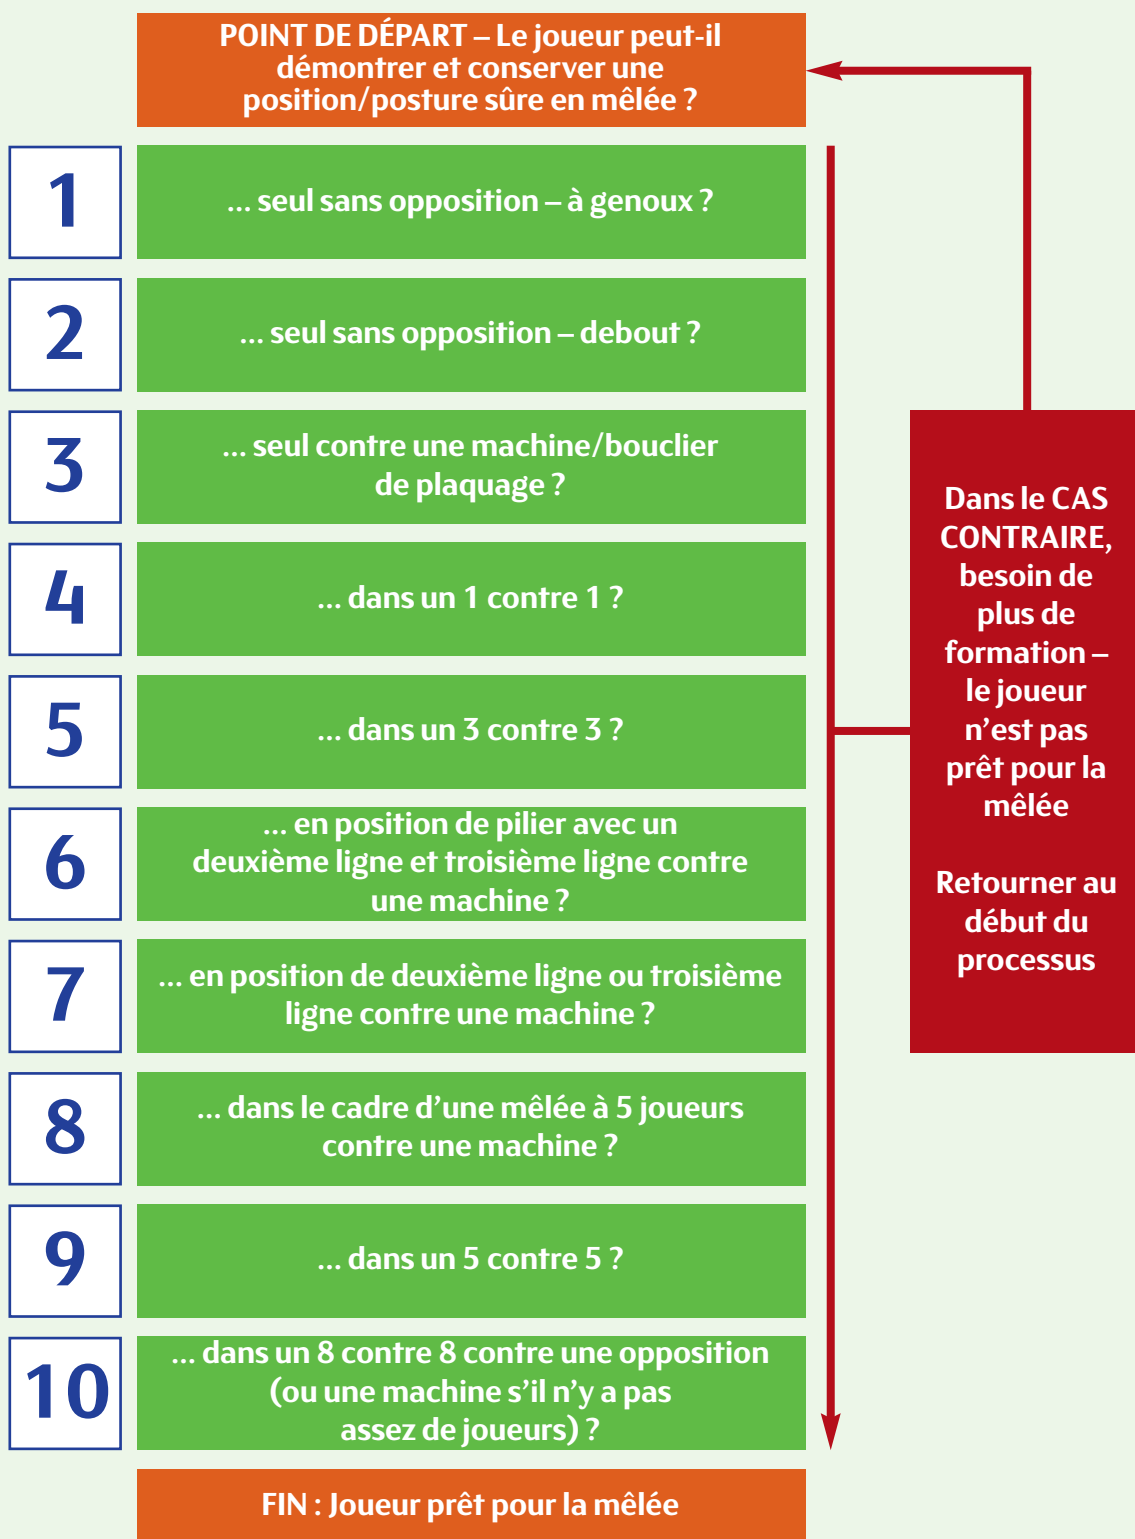 POINT DE DÉPART – Le joueur peut-il
démontrer et conserver une
position/posture sûre en mêlée ?
1
... seul sans opposition – à genoux ?
2
... seul sans opposition – debout ?
3
... seul contre une machine/bouclier
de plaquage ?
4
... dans un 1 contre 1 ?
5
... dans un 3 contre 3 ?
6
... en position de pilier avec un
deuxième ligne et troisième ligne contre
une machine ?
7
... en position de deuxième ligne ou troisième
ligne contre une machine ?
8
... dans le cadre d’une mêlée à 5 joueurs
contre une machine ?
9
... dans un 5 contre 5 ?
10
... dans un 8 contre 8 contre une opposition
(ou une machine s’il n’y a pas
assez de joueurs) ?
FIN : Joueur prêt pour la mêlée
Dans le CAS
CONTRAIRE,
besoin de
plus de
formation –
le joueur
n’est pas
prêt pour la
mêlée
Retourner au
début du
processus